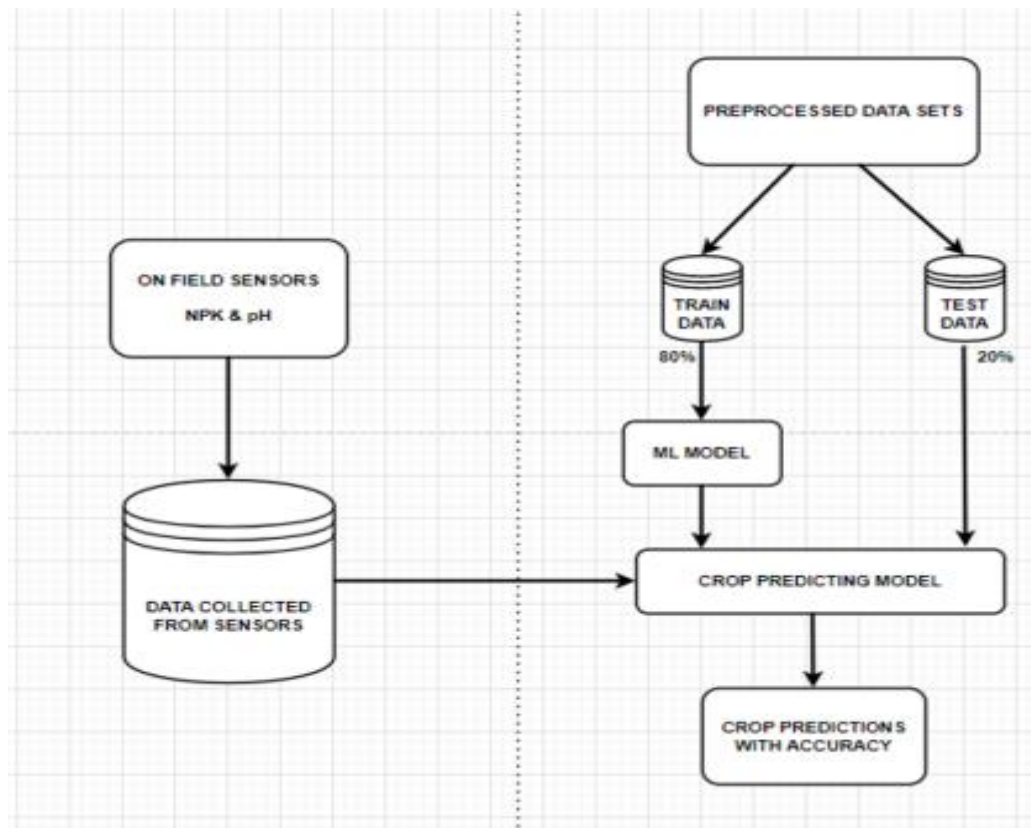 PREPROCESSED DATA SETS
ON FIELD SENSORS
NPK & pH
TRAIN
DATA
80%
TEST
DATA
20%
ML MODEL
DATA COLLECTED
FROM SENSORS
CROP PREDICTING MODEL
CROP PREDICTIONS
WITH ACCURACY